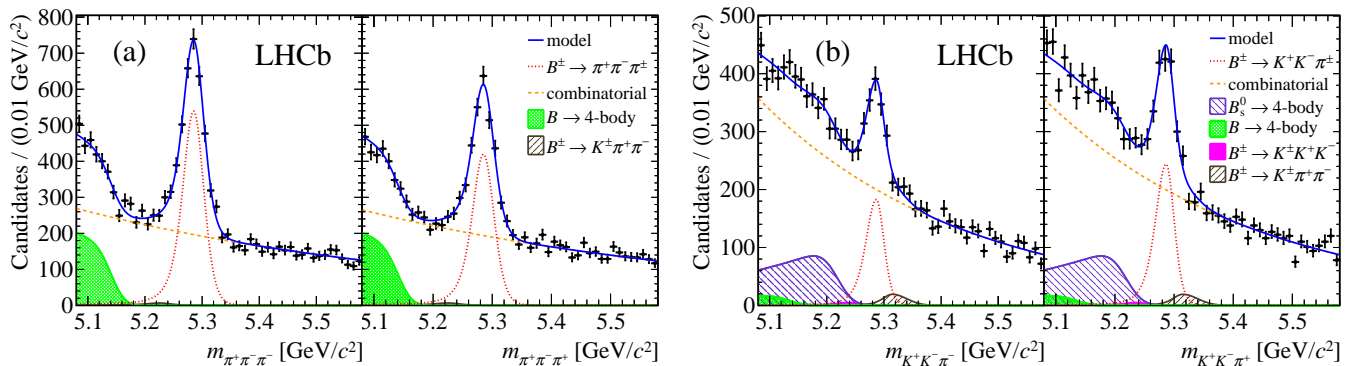 (a)
LHCb
model
B± → π+π−π±
combinatorial
B → 4-body
B± → K±π+π−
Candidates / (0.01 GeV/c²)
800
700
600
500
400
300
200
100
0
5.1 5.2 5.3 5.4 5.5
5.1 5.2 5.3 5.4 5.5
mπ+π−π− [GeV/c²]
mπ+π−π+ [GeV/c²]
(b)
LHCb
model
B± → K+K−π±
combinatorial
B0s → 4-body
B → 4-body
B± → K±K+K−
B± → K±π+π−
Candidates / (0.01 GeV/c²)
500
400
300
200
100
0
5.1 5.2 5.3 5.4 5.5
5.1 5.2 5.3 5.4 5.5
mK+K−π− [GeV/c²]
mK+K−π+ [GeV/c²]